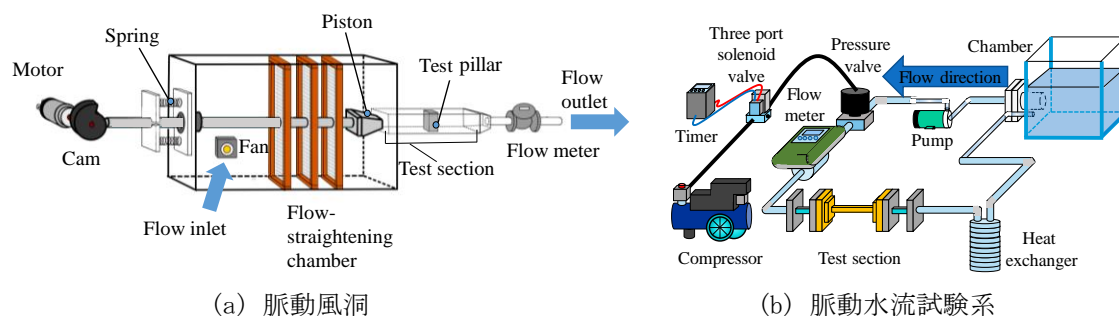 Piston
Spring
Motor
Test pillar
Flow
outlet
Cam
Fan
Flow meter
Test section
Flow inlet
Flow-
straightening
chamber
(a) 脈動風洞
Three port
solenoid
valve
Pressure
valve
Chamber
Flow direction
Flow
meter
Timer
Pump
Compressor
Test section
Heat
exchanger
(b) 脈動水流試験系